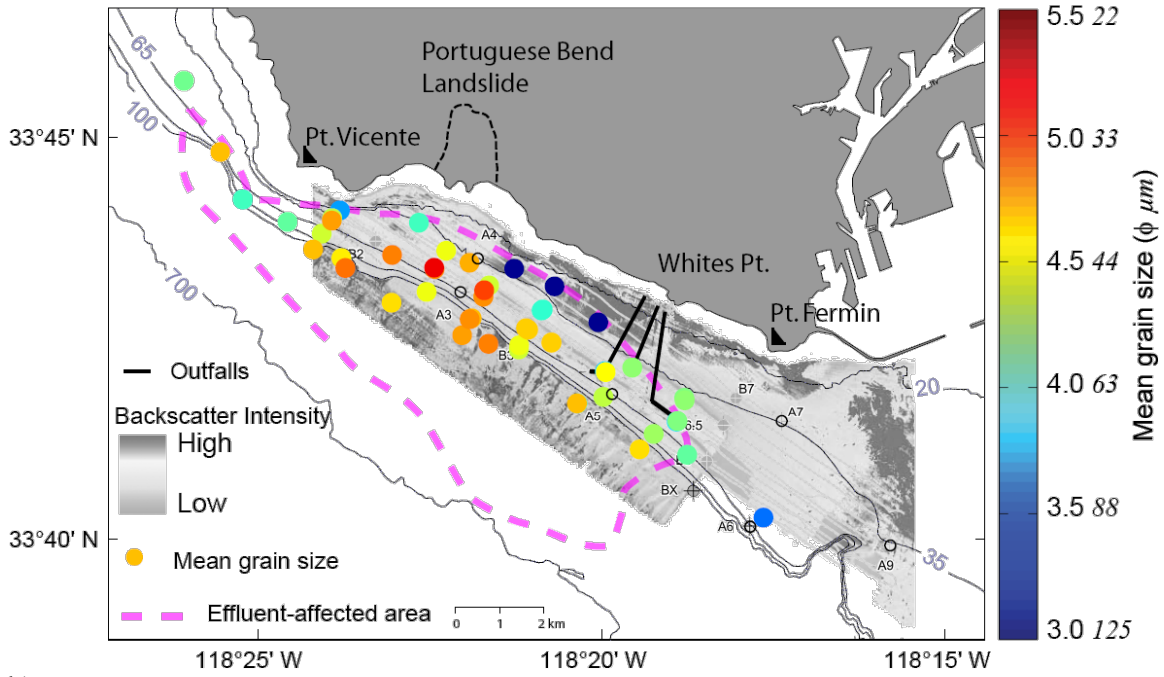 5.5 22
Portuguese Bend
Landslide
65
100
33°45' N
Pt. Vicente
5.0 33
A4
Whites Pt.
B2
4.5 44
700
A3
Pt. Fermin
B3
Outfalls
B7
4.0 63
20
A7
Backscatter Intensity
A5
6.5
High
Low
BX
3.5 88
A6
33°40' N
Mean grain size
A9
35
Effluent-affected area
0 1 2 km
3.0 125
118°25' W
118°20' W
118°15' W
Mean grain size (ϕ μm)